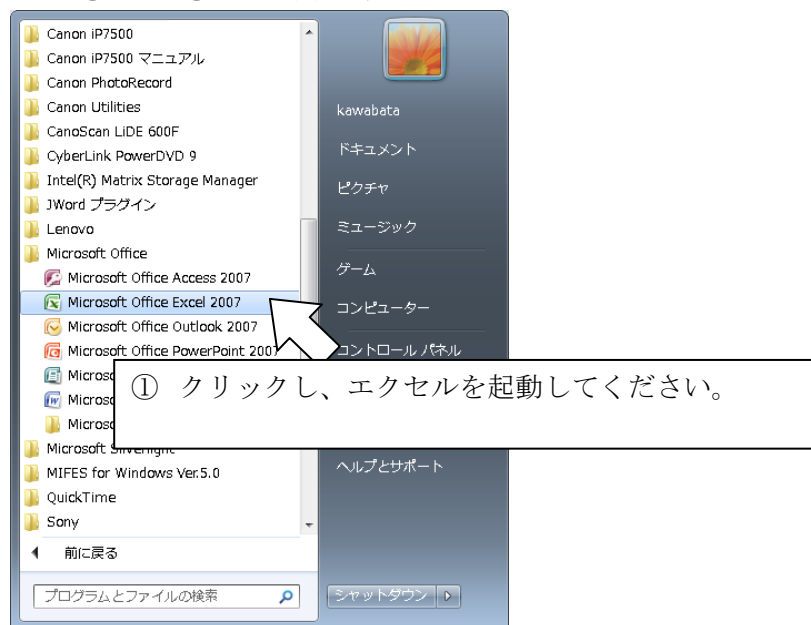 Canon iP7500
Canon iP7500 マニュアル
Canon PhotoRecord
Canon Utilities
CanoScan LiDE 600F
CyberLink PowerDVD 9
Intel(R) Matrix Storage Manager
JWord プラグイン
Lenovo
Microsoft Office
Microsoft Office Access 2007
Microsoft Office Excel 2007
Microsoft Office Outlook 2007
Microsoft Office PowerPoint 2007
MIFES for Windows Ver.5.0
QuickTime
Sony
前に戻る
プログラムとファイルの検索
kawabata
ドキュメント
ピクチャ
ミュージック
ゲーム
コンピューター
コントロール パネル
ヘルプとサポート
シャットダウン
① クリックし、エクセルを起動してください。